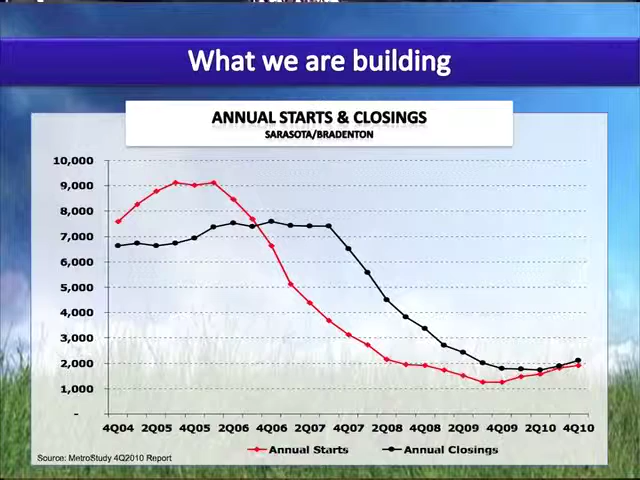 What we are building
ANNUAL STARTS & CLOSINGS
SARASOTA/BRADENTON
10,000
9,000
8,000
7,000
6,000
5,000
4,000
3,000
2,000
1,000
-
4Q04 2Q05 4Q05 2Q06 4Q06 2Q07 4Q07 2Q08 4Q08 2Q09 4Q09 2Q10 4Q10
Annual Starts Annual Closings
Source: MetroStudy 4Q2010 Report